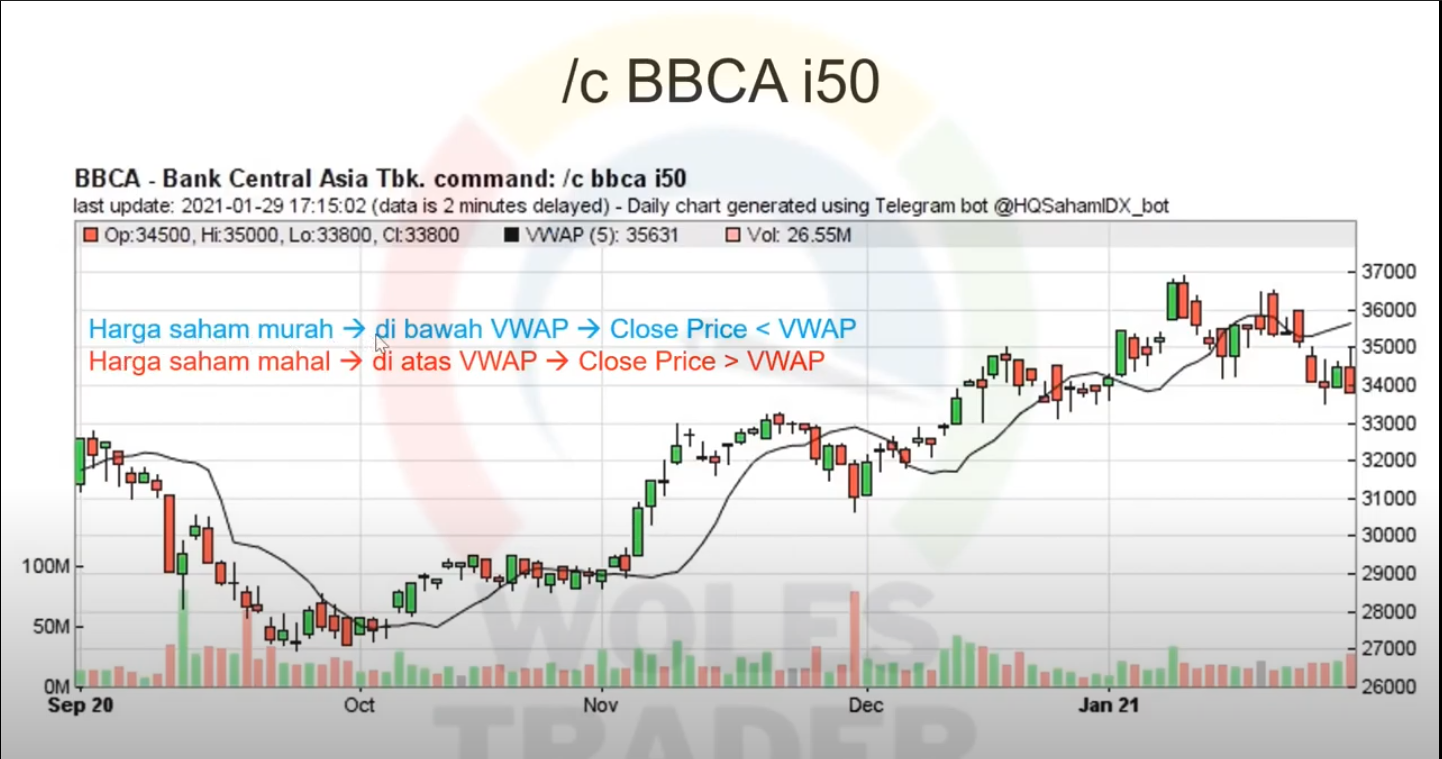 /c BBCA i50
BBCA - Bank Central Asia Tbk. command: /c bbca i50
last update: 2021-01-29 17:15:02 (data is 2 minutes delayed) - Daily chart generated using Telegram bot @HQSahamIDX_bot
Op:34500, Hi:35000, Lo:33800, Cl:33800 VWAP (5): 35631 Vol: 26.55M
Harga saham murah → di bawah VWAP → Close Price < VWAP
Harga saham mahal → di atas VWAP → Close Price > VWAP
37000
36000
35000
34000
33000
32000
31000
30000
29000
28000
27000
26000
100M
50M
0M
Sep 20 Oct Nov Dec Jan 21
WOLES
TRADER